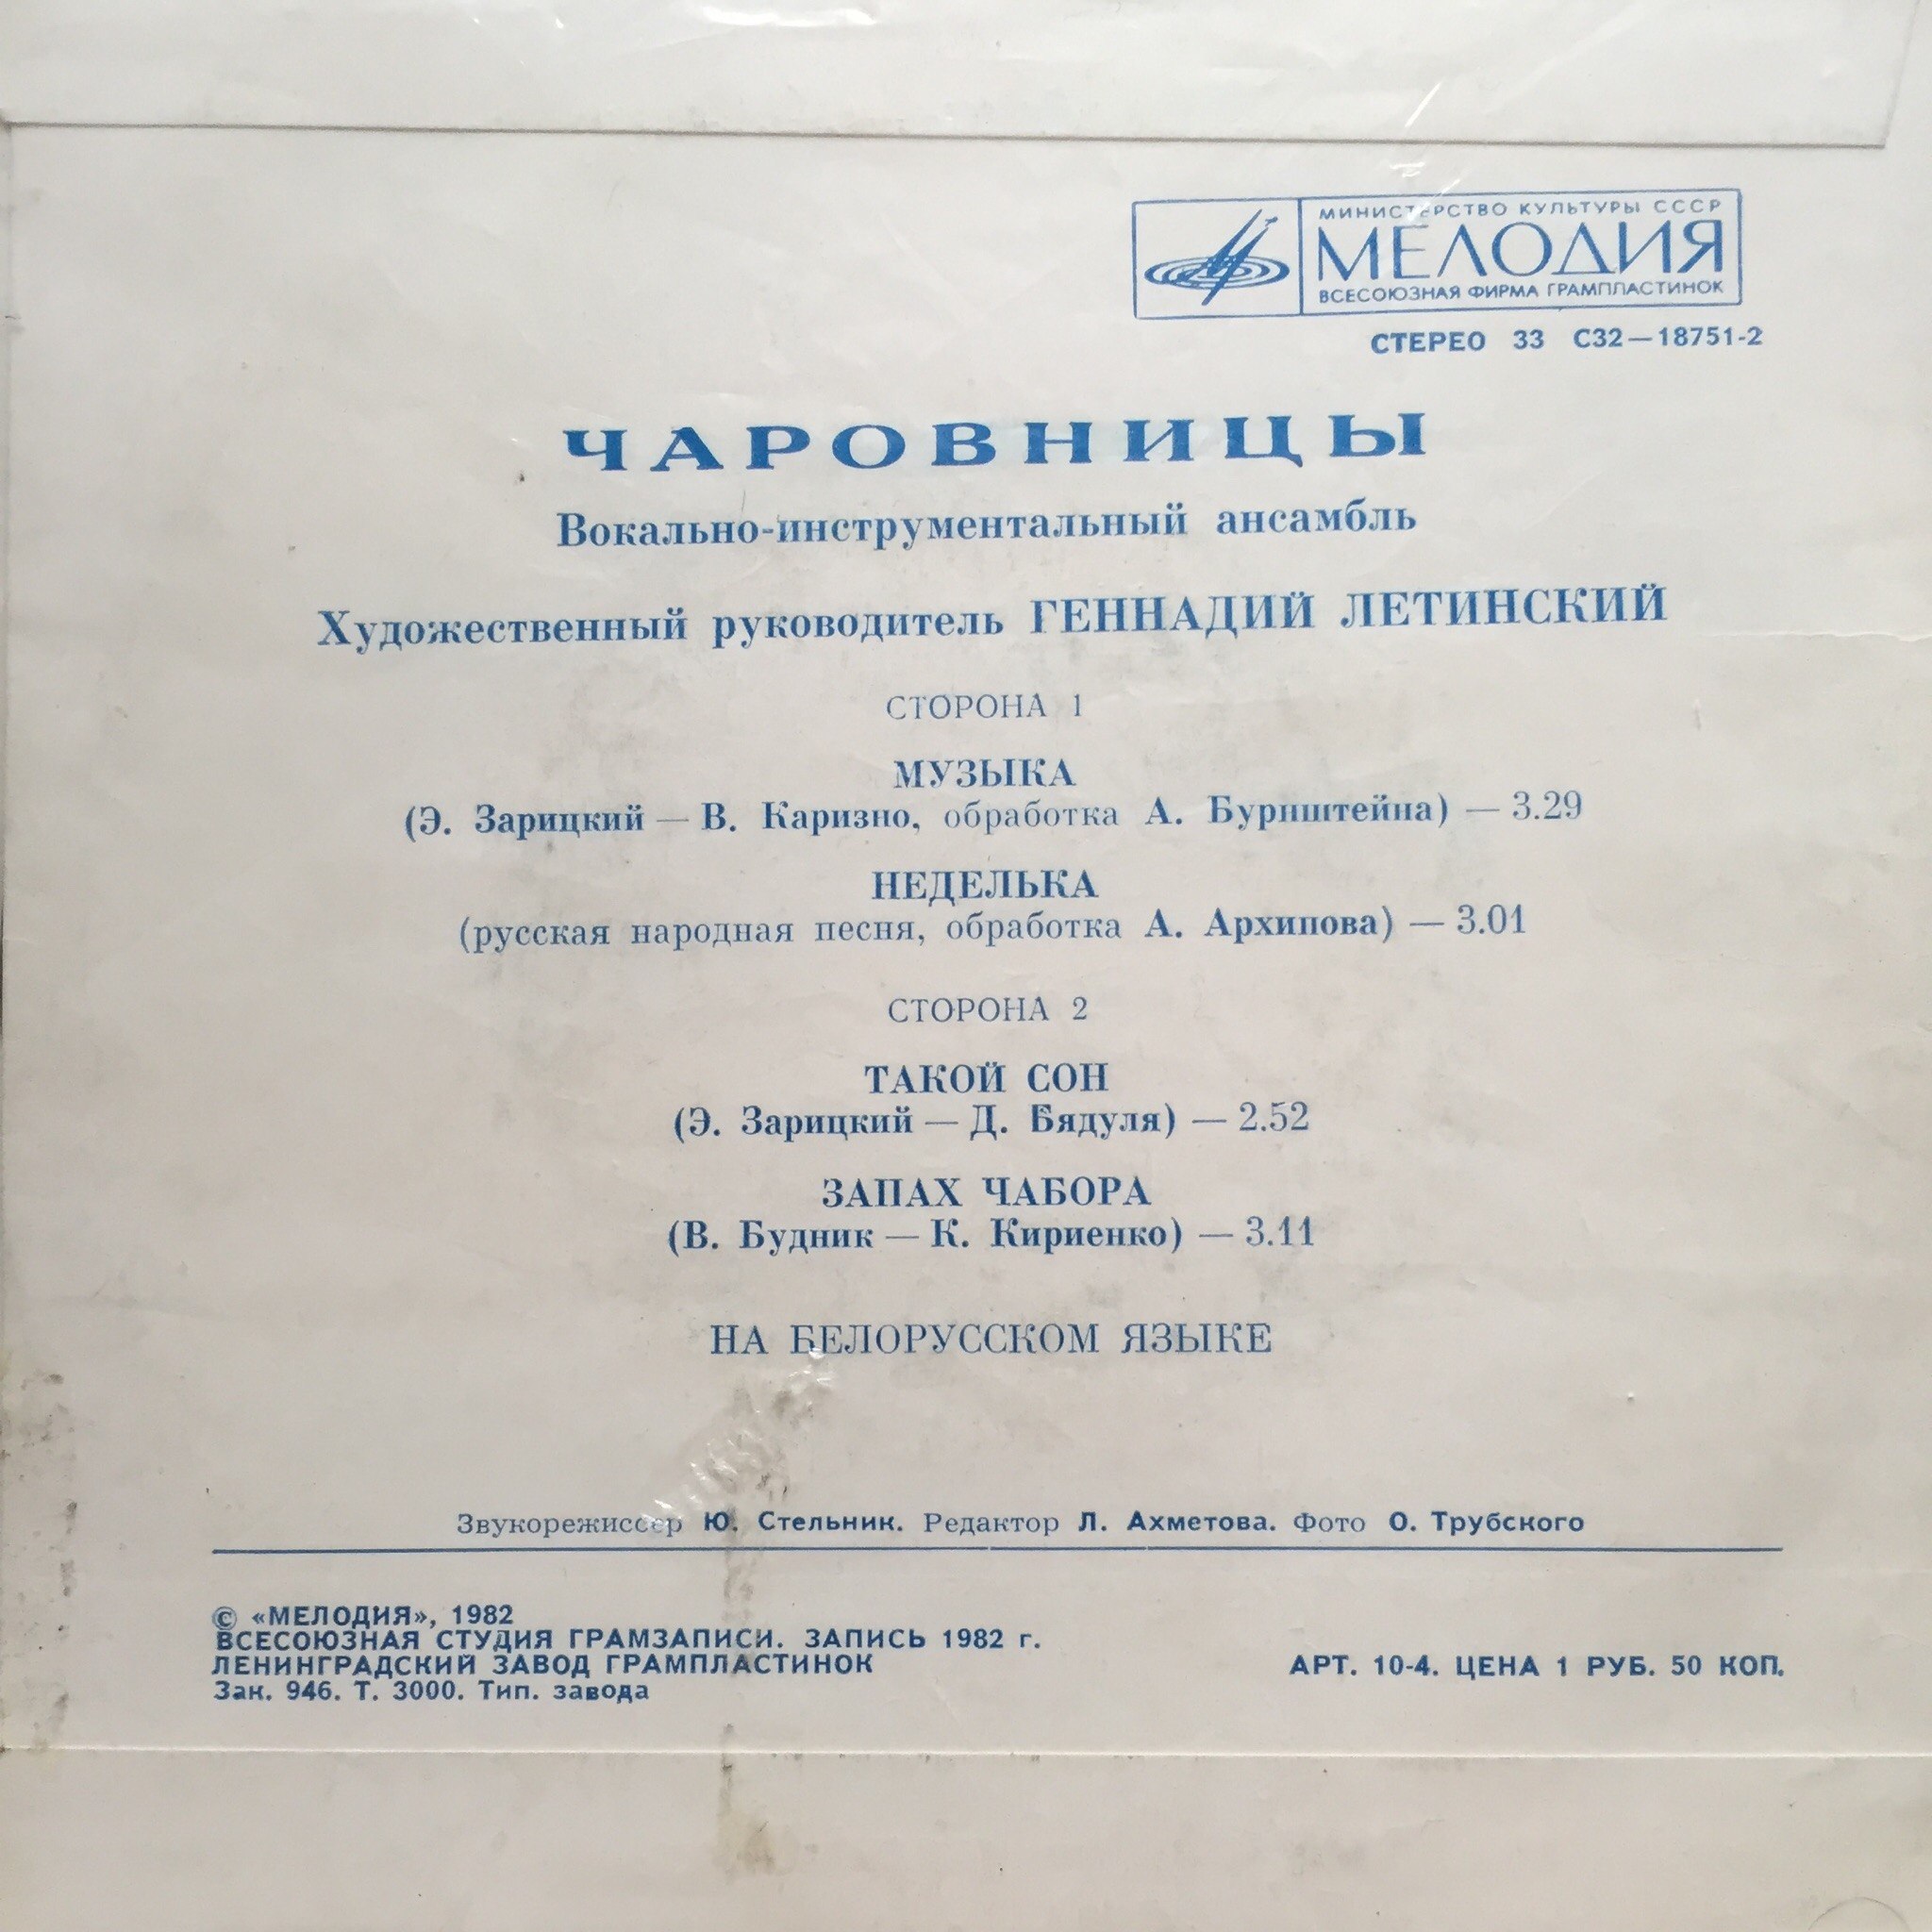 МИНИСТЕРСТВО КУЛЬТУРЫ СССР
МЕЛОДИЯ
ВСЕСОЮЗНАЯ ФИРМА ГРАМПЛАСТИНОК
СТЕРЕО 33 С32—18751-2
ЧАРОВНИЦЫ
Вокально-инструментальный ансамбль
Художественный руководитель ГЕННАДИЙ ЛЕТИНСКИЙ
СТОРОНА 1
МУЗЫКА
(Э. Зарицкий — В. Каризно, обработка А. Бурнштейна) — 3.29
НЕДЕЛЬКА
(русская народная песня, обработка А. Архипова) — 3.01
СТОРОНА 2
ТАКОЙ СОН
(Э. Зарицкий — Д. Бядуля) — 2.52
ЗАПАХ ЧАБОРА
(В. Будник — К. Кириенко) — 3.11
НА БЕЛОРУССКОМ ЯЗЫКЕ
Звукорежиссер Ю. Стельник. Редактор Л. Ахметова. Фото О. Трубского
© «МЕЛОДИЯ», 1982
ВСЕСОЮЗНАЯ СТУДИЯ ГРАМЗАПИСИ. ЗАПИСЬ 1982 г.
ЛЕНИНГРАДСКИЙ ЗАВОД ГРАМПЛАСТИНОК
Зак. 946. Т. 3000. Тип. завода
АРТ. 10-4. ЦЕНА 1 РУБ. 50 КОП.